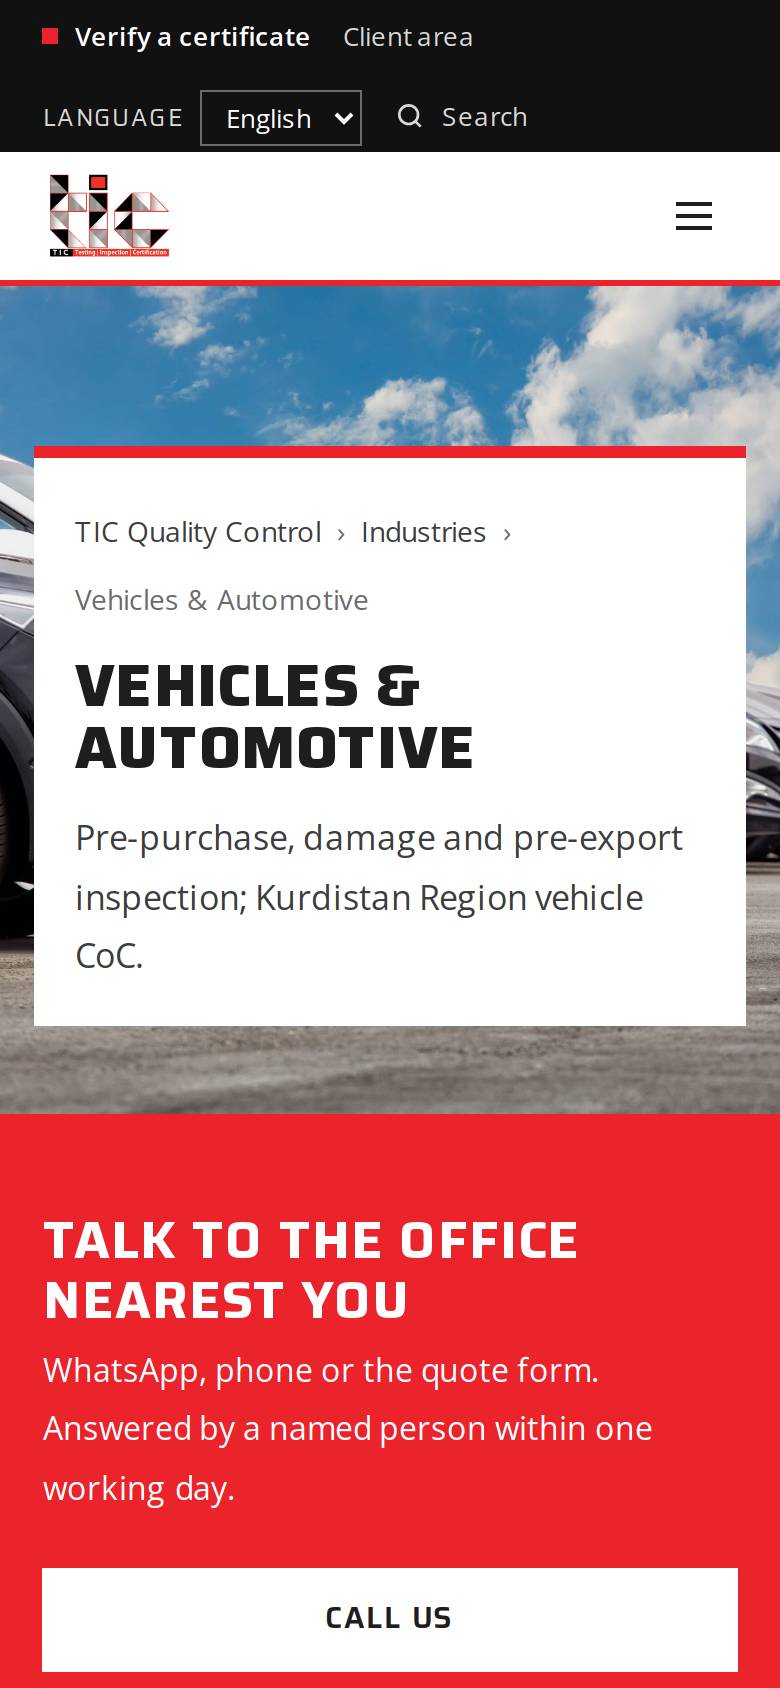 Verify a certificate Client area
LANGUAGE English Search
tic
TIC Testing | Inspection | Certification
TIC Quality Control › Industries ›
Vehicles & Automotive
VEHICLES &
AUTOMOTIVE
Pre-purchase, damage and pre-export
inspection; Kurdistan Region vehicle
CoC.
TALK TO THE OFFICE
NEAREST YOU
WhatsApp, phone or the quote form.
Answered by a named person within one
working day.
CALL US